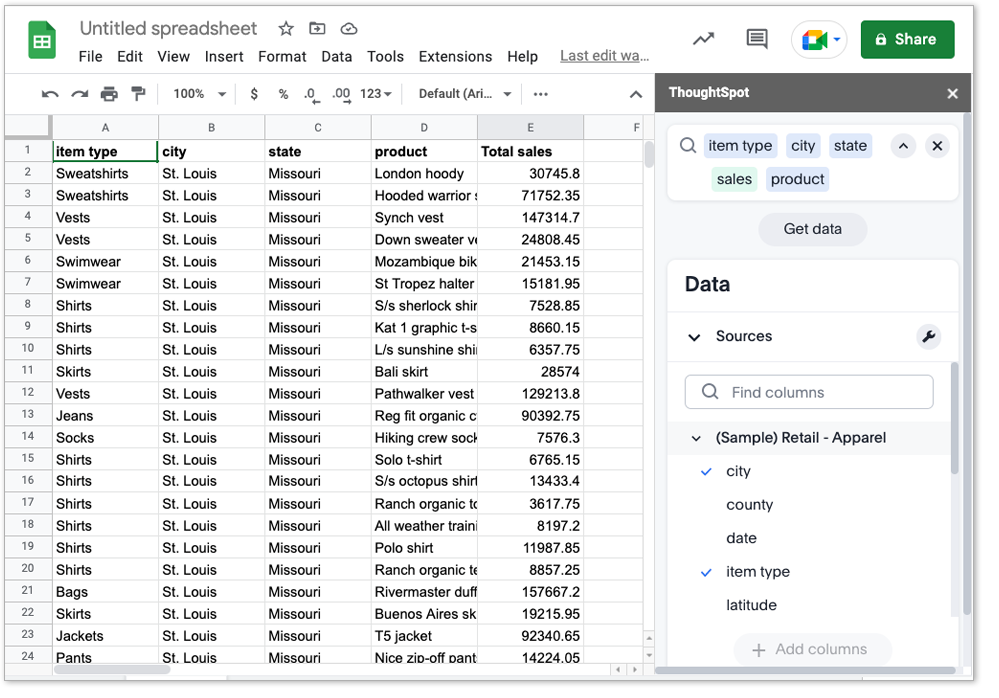 Untitled spreadsheet
File Edit View Insert Format Data Tools Extensions Help Last edit wa...
Share
100% $ % .0 .00 123 Default (Ari... ...
A B C D E F
1 item type city state product Total sales
2 Sweatshirts St. Louis Missouri London hoody 30745.8
3 Sweatshirts St. Louis Missouri Hooded warrior s 71752.35
4 Vests St. Louis Missouri Synch vest 147314.7
5 Vests St. Louis Missouri Down sweater ve 24808.45
6 Swimwear St. Louis Missouri Mozambique bik 21453.15
7 Swimwear St. Louis Missouri St Tropez halter 15181.95
8 Shirts St. Louis Missouri S/s sherlock shir 7528.85
9 Shirts St. Louis Missouri Kat 1 graphic t-s 8660.15
10 Shirts St. Louis Missouri L/s sunshine shi 6357.75
11 Skirts St. Louis Missouri Bali skirt 28574
12 Vests St. Louis Missouri Pathwalker vest 129213.8
13 Jeans St. Louis Missouri Reg fit organic c 90392.75
14 Socks St. Louis Missouri Hiking crew sock 7576.3
15 Shirts St. Louis Missouri Solo t-shirt 6765.15
16 Shirts St. Louis Missouri S/s octopus shirt 13433.4
17 Shirts St. Louis Missouri Ranch organic to 3617.75
18 Shirts St. Louis Missouri All weather traini 8197.2
19 Shirts St. Louis Missouri Polo shirt 11987.85
20 Shirts St. Louis Missouri Ranch organic te 8857.25
21 Bags St. Louis Missouri Rivermaster duff 157667.2
22 Skirts St. Louis Missouri Buenos Aires sk 19215.95
23 Jackets St. Louis Missouri T5 jacket 92340.65
24 Pants St. Louis Missouri Nice zip-off pant 14224.05
ThoughtSpot
item type city state
sales product
Get data
Data
Sources
Find columns
(Sample) Retail - Apparel
city
county
date
item type
latitude
+ Add columns